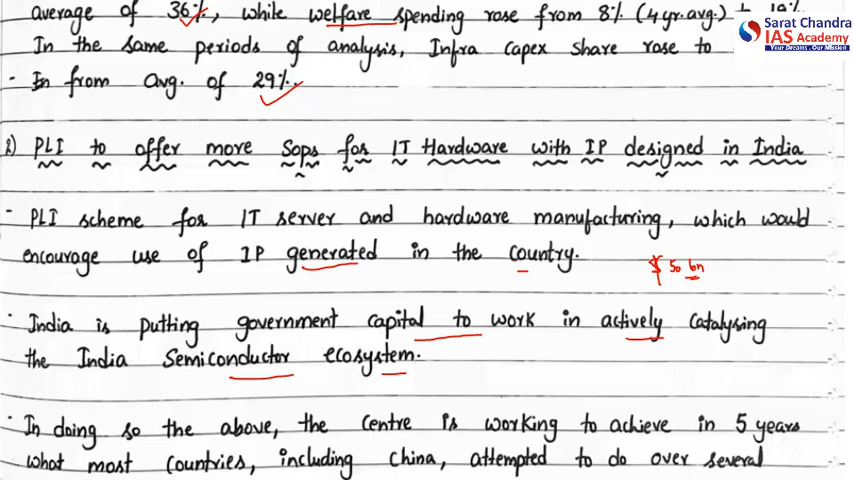 average of 36%, while welfare spending rose from 8% (4yr.avg.)
Sarat Chandra
IAS Academy
Your Dreams. Our Mission
In the same periods of analysis, Infra Capex share rose to
- In from avg. of 29%.
PLI to offer more Sops for IT Hardware with IP designed in India
- PLI scheme for IT server and hardware manufacturing, which would
encourage use of IP generated in the country.
$ 50 bn
· India is putting government capital to work in actively catalysing
the India Semiconductor ecosystem.
· In doing so the above, the Centre is working to achieve in 5 years
what most Countries, including China, attempted to do over several